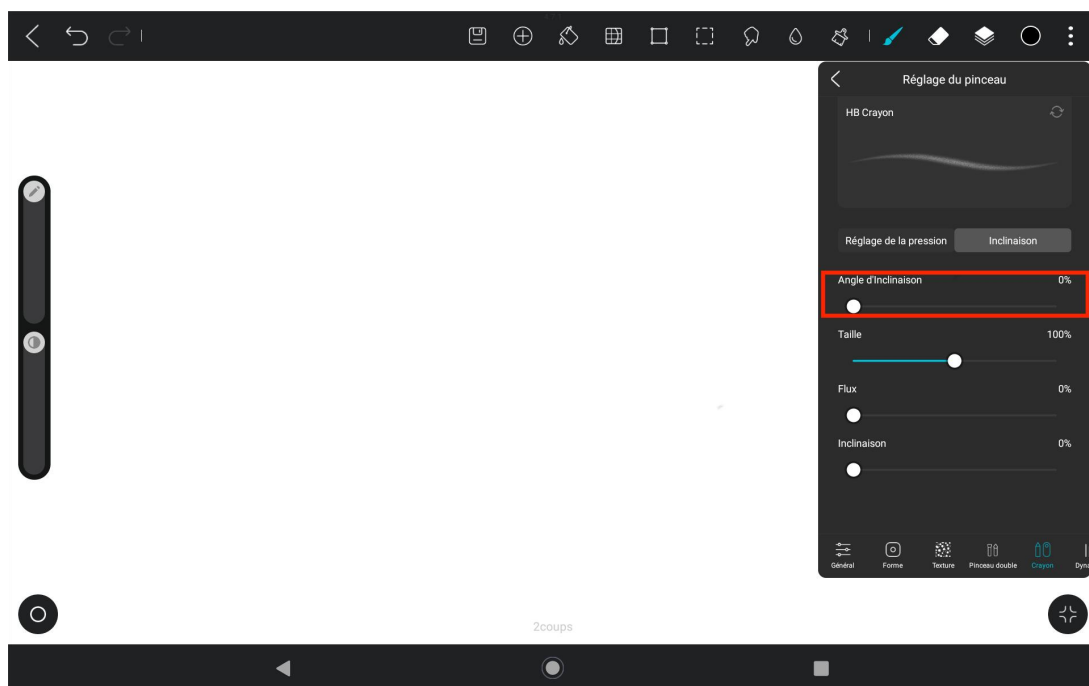 Réglage du pinceau
HB Crayon
Réglage de la pression
Inclinaison
Angle d'Inclinaison 0%
Taille 100%
Flux 0%
Inclinaison 0%
Général Forme Texture Pinceau double Crayon Dyna
2coups